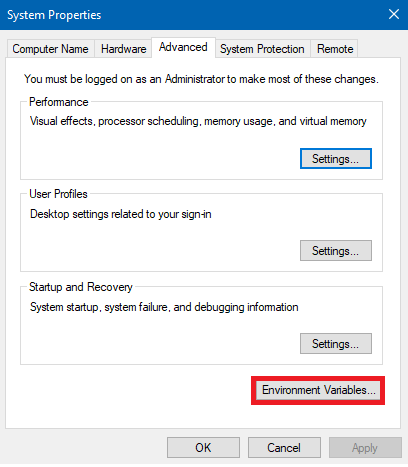 System Properties
Computer Name Hardware Advanced System Protection Remote
You must be logged on as an Administrator to make most of these changes.
Performance
Visual effects, processor scheduling, memory usage, and virtual memory
Settings...
User Profiles
Desktop settings related to your sign-in
Settings...
Startup and Recovery
System startup, system failure, and debugging information
Settings...
Environment Variables...
OK Cancel Apply